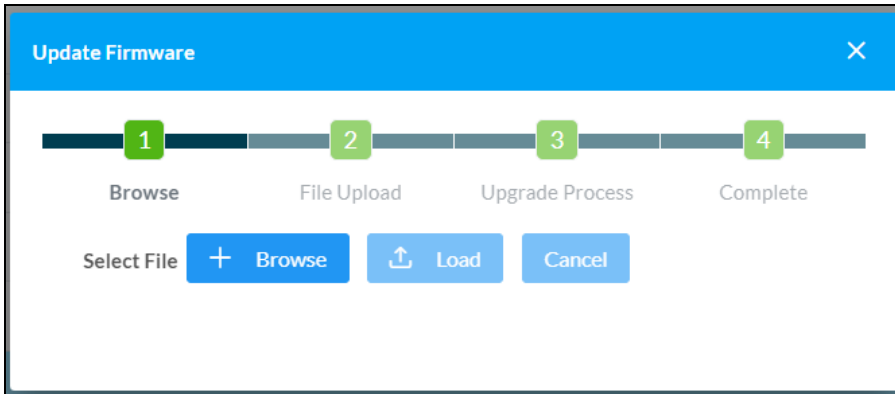 Update Firmware
1 2 3 4
Browse File Upload Upgrade Process Complete
Select File Browse Load Cancel